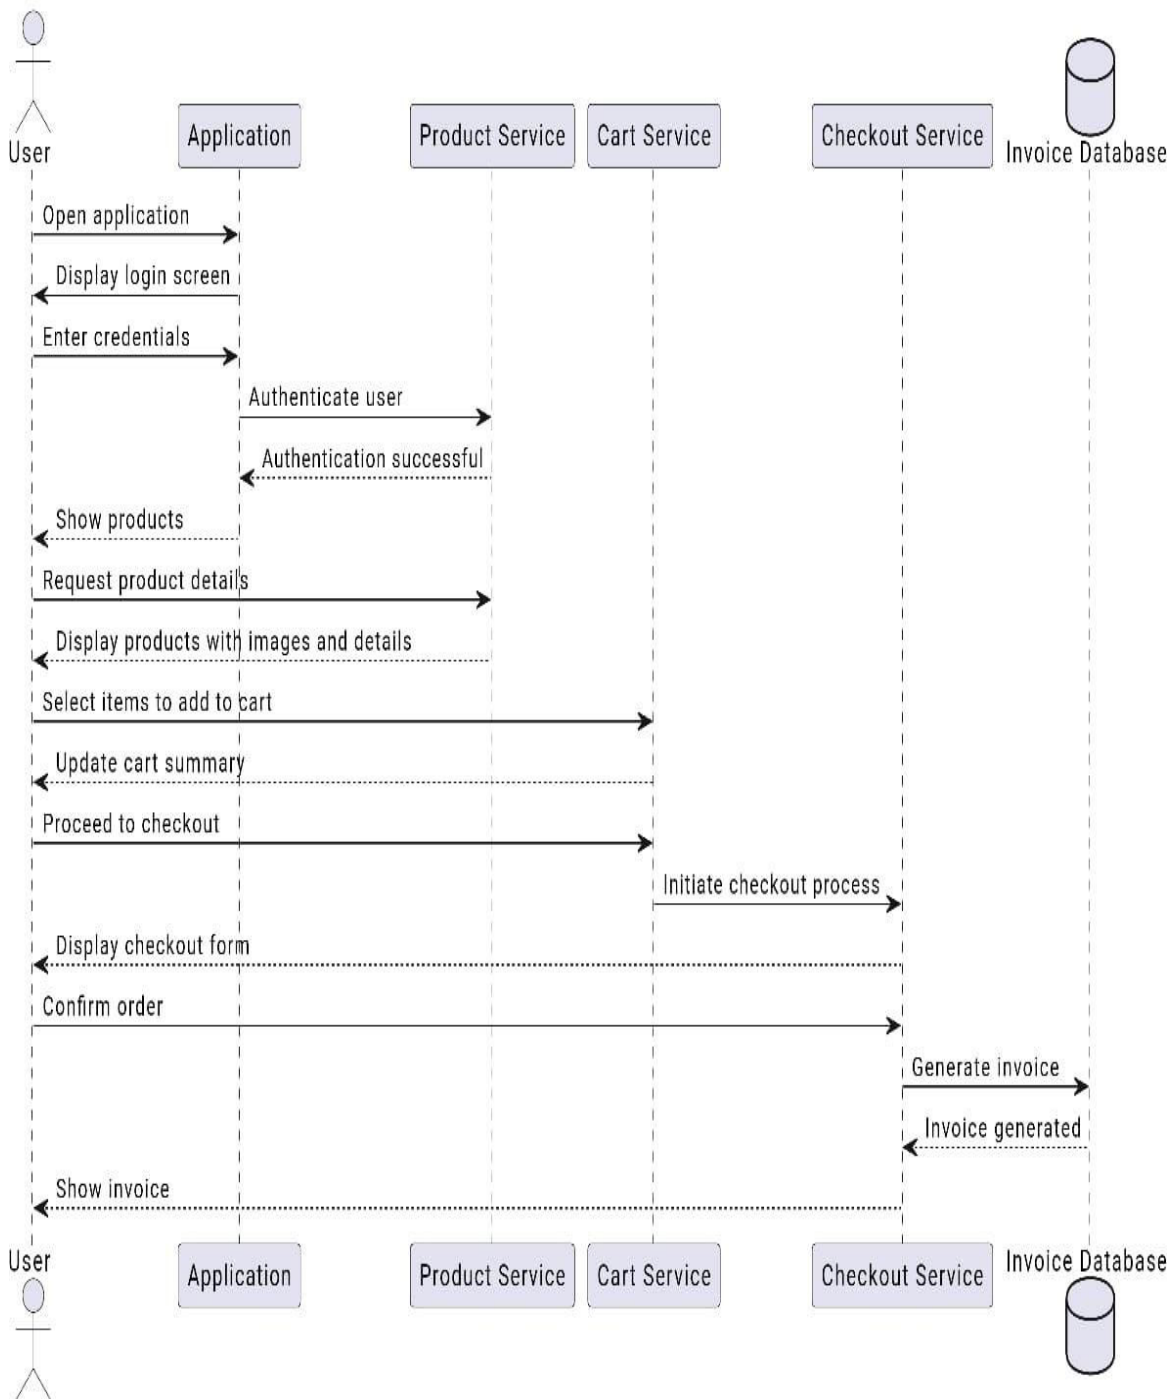 User
Application
Product Service
Cart Service
Checkout Service
Invoice Database
Open application
Display login screen
Enter credentials
Authenticate user
Authentication successful
Show products
Request product details
Display products with images and details
Select items to add to cart
Update cart summary
Proceed to checkout
Initiate checkout process
Display checkout form
Confirm order
Generate invoice
Invoice generated
Show invoice
User
Application
Product Service
Cart Service
Checkout Service
Invoice Database